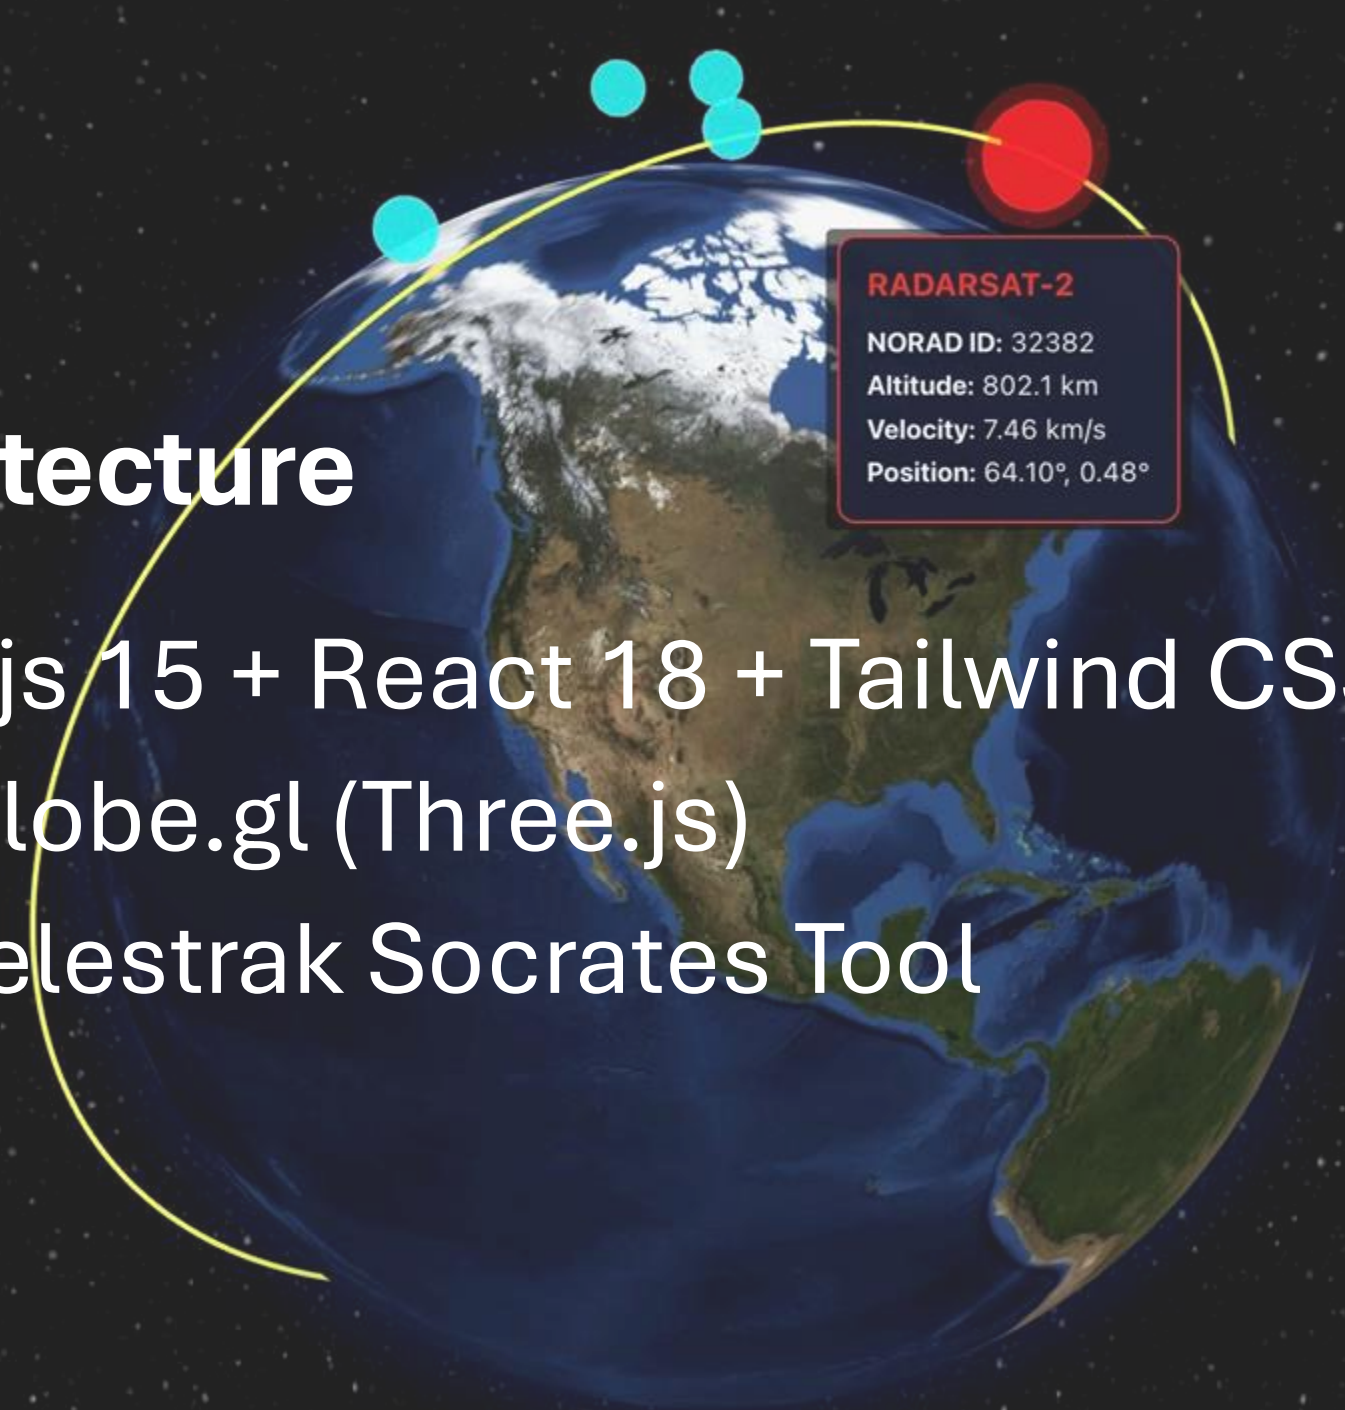 RADARSAT-2
NORAD ID: 32382
Altitude: 802.1 km
Velocity: 7.46 km/s
Position: 64.10°, 0.48°
tecture
js 15 + React 18 + Tailwind CS
lobe.gl (Three.js)
elestrak Socrates Tool